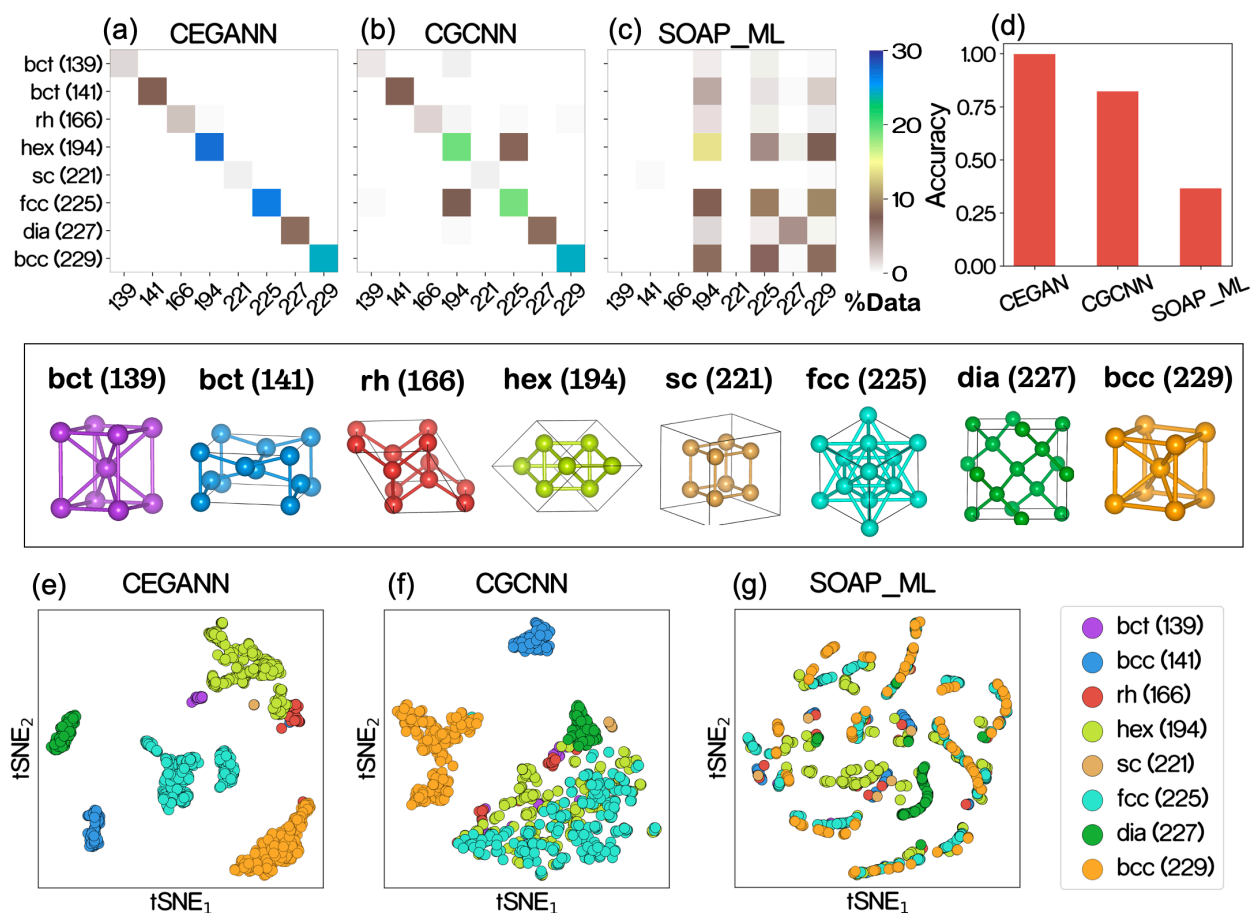 (a) CEGANN
(b) CGCNN
(c) SOAP_ML
(d)
bct (139)
bct (141)
rh (166)
hex (194)
sc (221)
fcc (225)
dia (227)
bcc (229)
139 141 166 194 221 225 227 229
139 141 166 194 221 225 227 229
139 141 166 194 221 225 227 229
30
20
10
0
%Data
Accuracy
1.00
0.75
0.50
0.25
0.00
CEGAN CGCNN SOAP_ML
bct (139) bct (141) rh (166) hex (194) sc (221) fcc (225) dia (227) bcc (229)
(e) CEGANN
tSNE2
tSNE1
(f) CGCNN
tSNE2
tSNE1
(g) SOAP_ML
tSNE2
tSNE1
bct (139)
bcc (141)
rh (166)
hex (194)
sc (221)
fcc (225)
dia (227)
bcc (229)